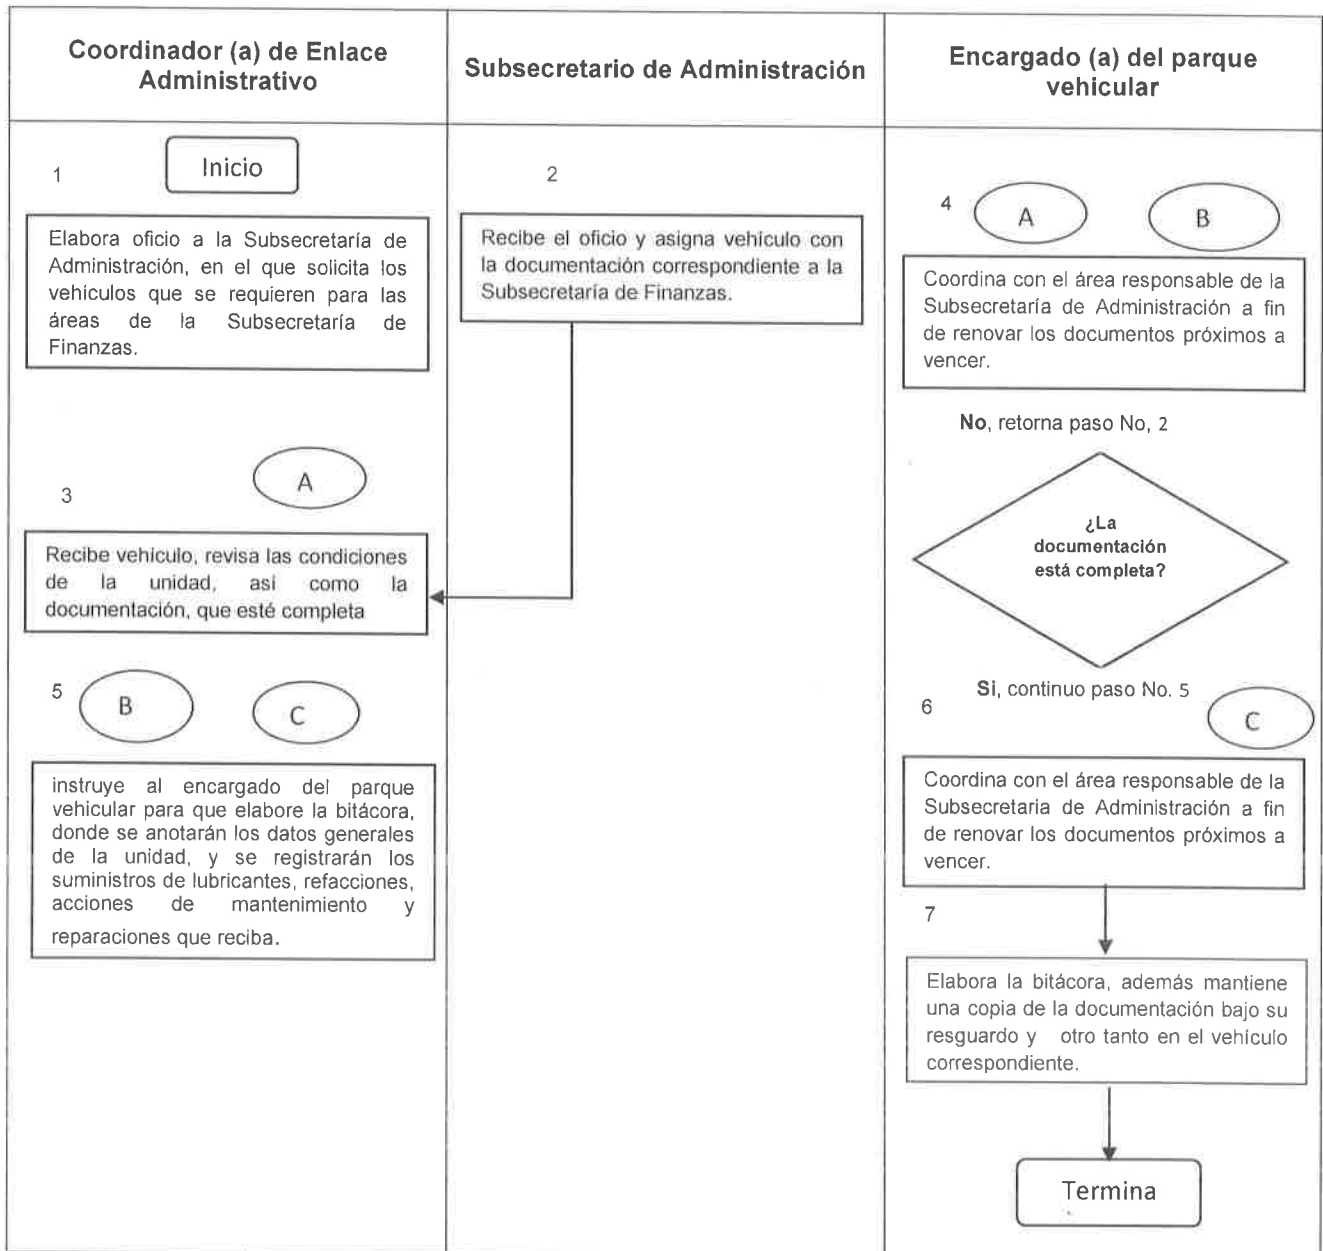 Coordinador (a) de Enlace
Administrativo
Subsecretario de Administración
Encargado (a) del parque
vehicular
1
Inicio
Elabora oficio a la Subsecretaría de
Administración, en el que solicita los
vehículos que se requieren para las
áreas de la Subsecretaría de
Finanzas.
2
Recibe el oficio y asigna vehículo con
la documentación correspondiente a la
Subsecretaría de Finanzas.
A
3
Recibe vehículo, revisa las condiciones
de la unidad, así como la
documentación, que esté completa
4
A
B
Coordina con el área responsable de la
Subsecretaría de Administración a fin
de renovar los documentos próximos a
vencer.
No, retorna paso No, 2
¿La
documentación
está completa?
Si, continuo paso No. 5
5
B
C
instruye al encargado del parque
vehicular para que elabore la bitácora,
donde se anotarán los datos generales
de la unidad, y se registrarán los
suministros de lubricantes, refacciones,
acciones de mantenimiento y
reparaciones que reciba.
6
C
Coordina con el área responsable de la
Subsecretaria de Administración a fin
de renovar los documentos próximos a
vencer.
7
Elabora la bitácora, además mantiene
una copia de la documentación bajo su
resguardo y otro tanto en el vehículo
correspondiente.
Termina